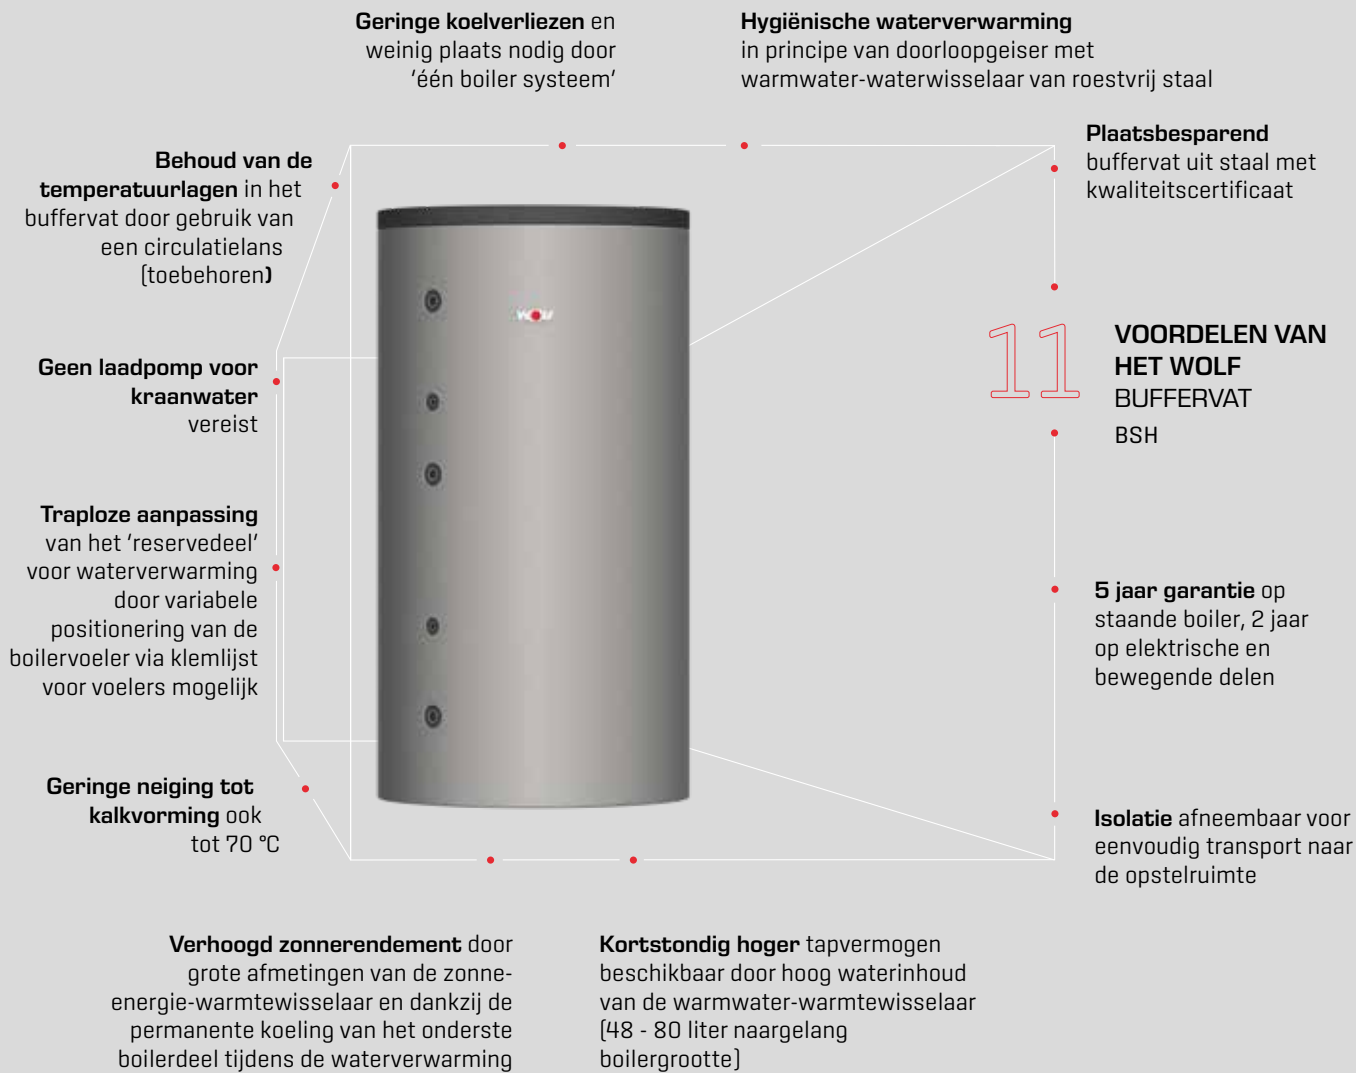 Geringe koelverliezen en
weinig plaats nodig door
‘één boiler systeem’
Hygiënische waterverwarming
in principe van doorloopgeiser met
warmwater-waterwisselaar van roestvrij staal
Behoud van de
temperatuurlagen in het
buffervat door gebruik van
een circulatielans
(toebehoren)
Plaatsbesparend
buffervat uit staal met
kwaliteitscertificaat
WOLF
11
VOORDELEN VAN
HET WOLF
BUFFERVAT
BSH
Geen laadpomp voor
kraanwater
vereist
Traploze aanpassing
van het ‘reservedeel’
voor waterverwarming
door variabele
positionering van de
boilervoeler via klemlijst
voor voelers mogelijk
5 jaar garantie op
staande boiler, 2 jaar
op elektrische en
bewegende delen
Geringe neiging tot
kalkvorming ook
tot 70 °C
Isolatie afneembaar voor
eenvoudig transport naar
de opstelruimte
Verhoogd zonnerendement door
grote afmetingen van de zonne-
energie-warmtewisselaar en dankzij de
permanente koeling van het onderste
boilerdeel tijdens de waterverwarming
Kortstondig hoger tapvermogen
beschikbaar door hoog waterinhoud
van de warmwater-warmtewisselaar
(48 - 80 liter naargelang
boilergrootte)